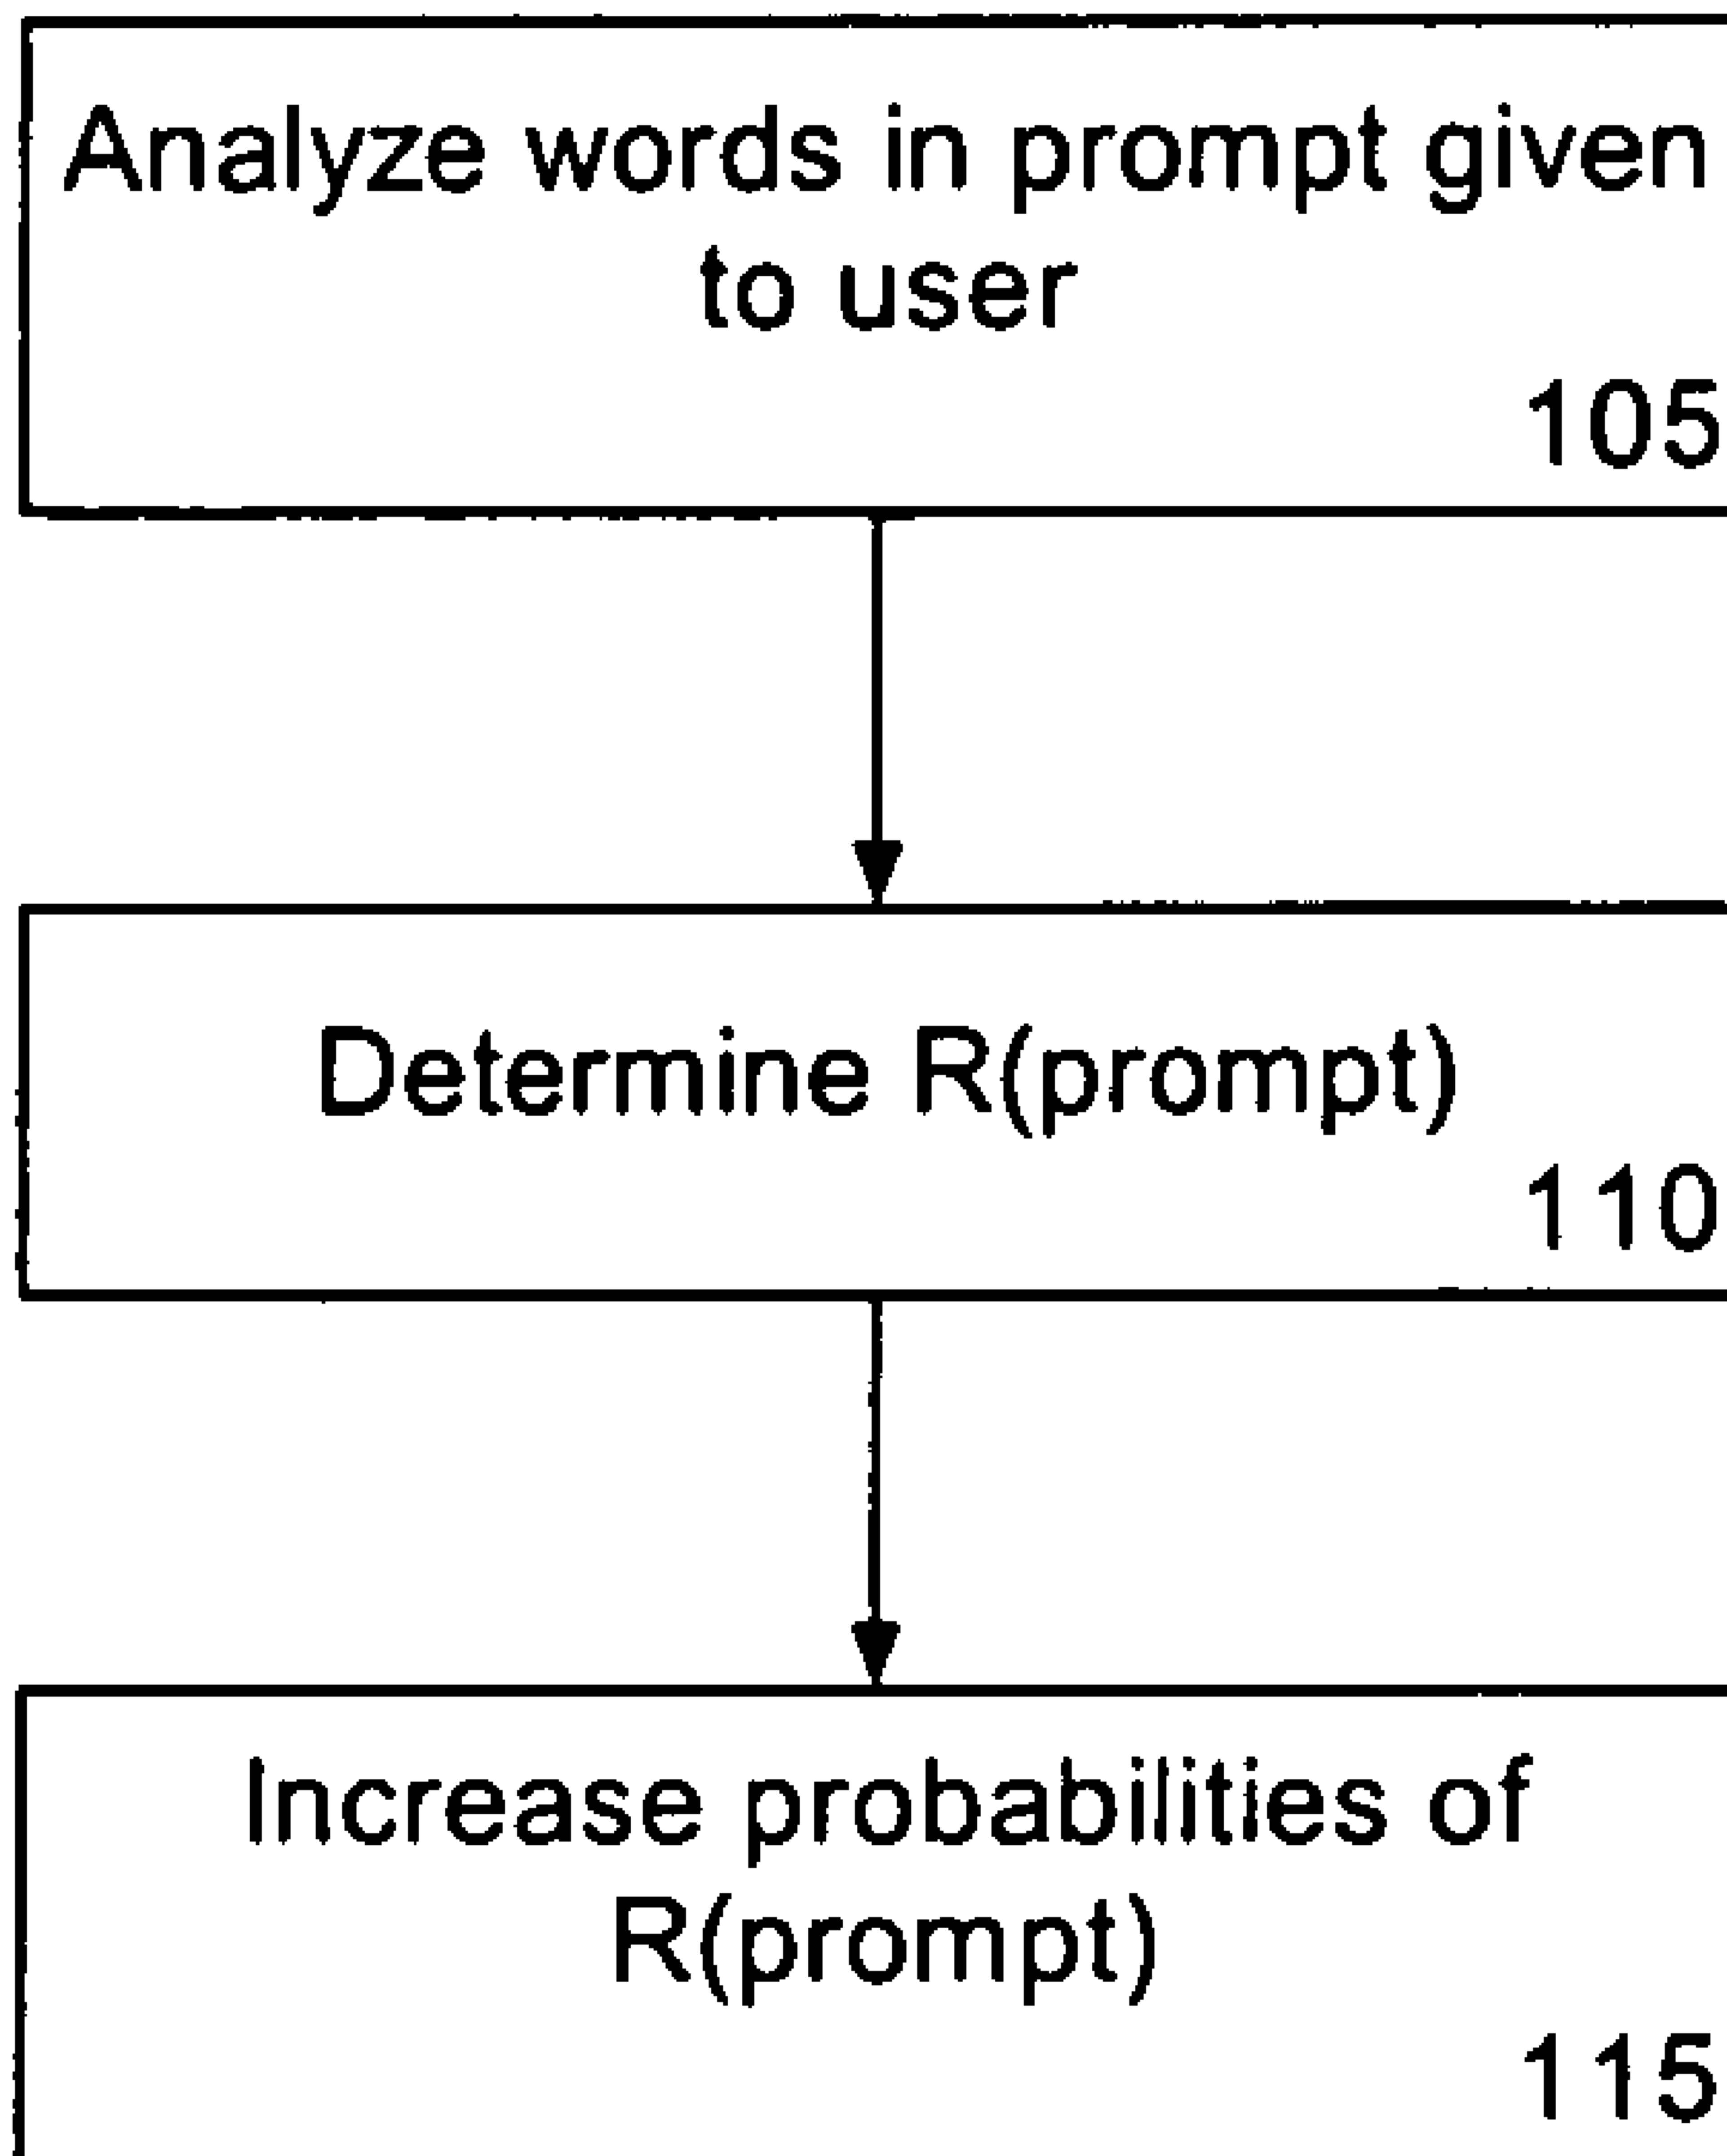 Analyze words in prompt given
to user
105
Determine R(prompt)
110
Increase probabilities of
R(prompt)
115